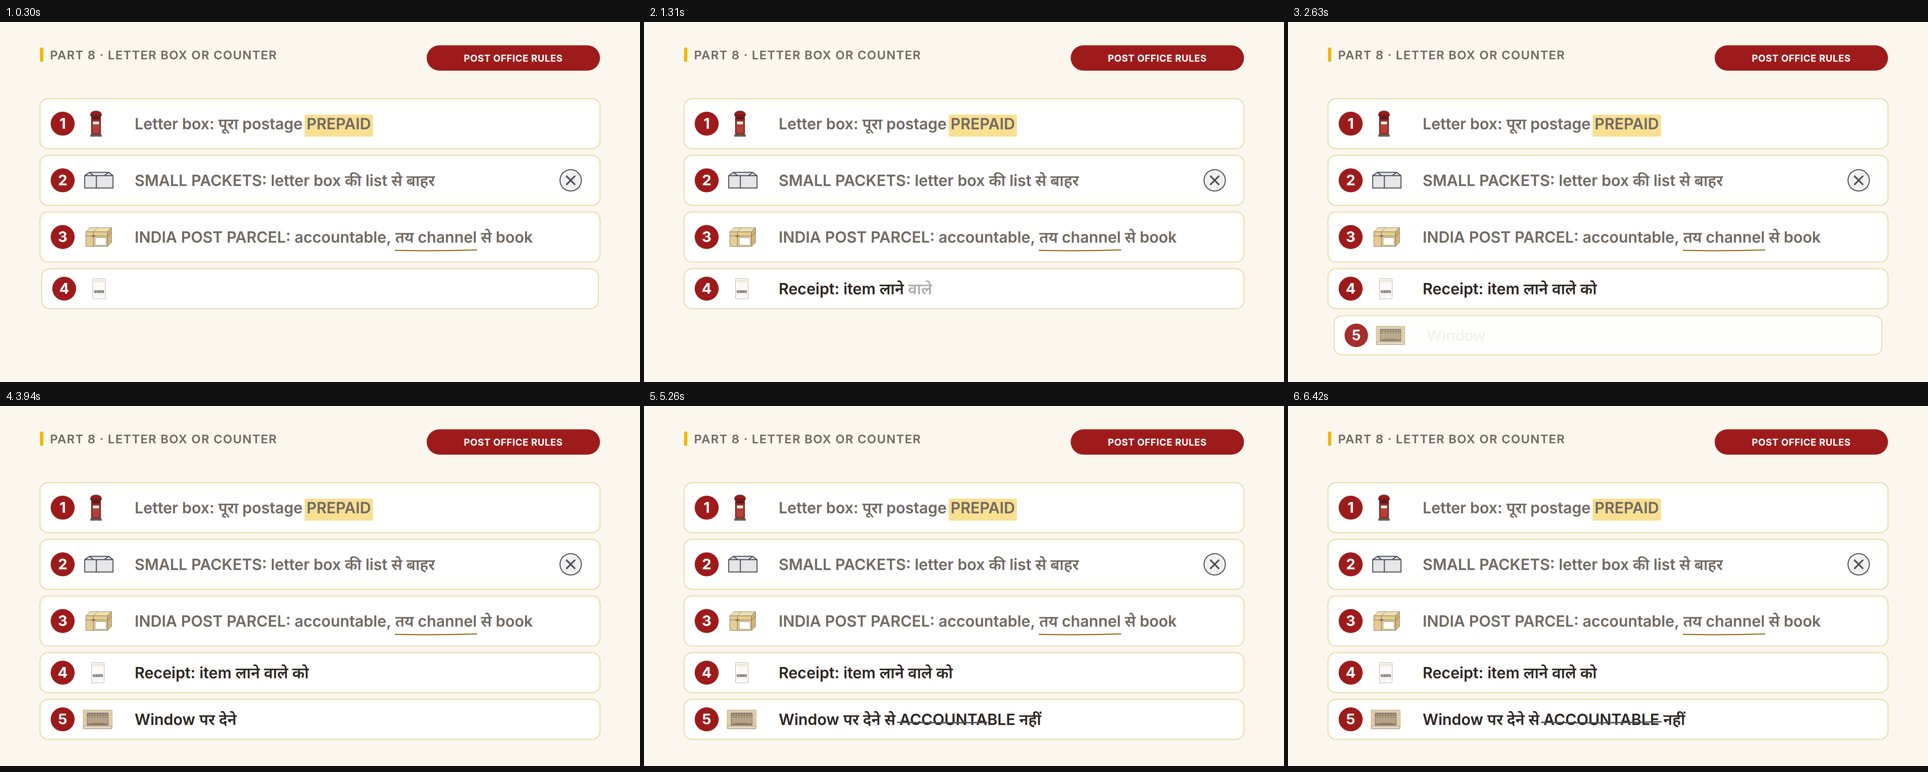 1. 0.30s
PART 8 · LETTER BOX OR COUNTER
POST OFFICE RULES
1 Letter box: पूरा postage PREPAID
2 SMALL PACKETS: letter box की list से बाहर
3 INDIA POST PARCEL: accountable, तय channel से book
4
2. 1.31s
PART 8 · LETTER BOX OR COUNTER
POST OFFICE RULES
1 Letter box: पूरा postage PREPAID
2 SMALL PACKETS: letter box की list से बाहर
3 INDIA POST PARCEL: accountable, तय channel से book
4 Receipt: item लाने वाले
3. 2.63s
PART 8 · LETTER BOX OR COUNTER
POST OFFICE RULES
1 Letter box: पूरा postage PREPAID
2 SMALL PACKETS: letter box की list से बाहर
3 INDIA POST PARCEL: accountable, तय channel से book
4 Receipt: item लाने वाले को
5 Window
4. 3.94s
PART 8 · LETTER BOX OR COUNTER
POST OFFICE RULES
1 Letter box: पूरा postage PREPAID
2 SMALL PACKETS: letter box की list से बाहर
3 INDIA POST PARCEL: accountable, तय channel से book
4 Receipt: item लाने वाले को
5 Window पर देने
5. 5.26s
PART 8 · LETTER BOX OR COUNTER
POST OFFICE RULES
1 Letter box: पूरा postage PREPAID
2 SMALL PACKETS: letter box की list से बाहर
3 INDIA POST PARCEL: accountable, तय channel से book
4 Receipt: item लाने वाले को
5 Window पर देने से ACCOUNTABLE नहीं
6. 6.42s
PART 8 · LETTER BOX OR COUNTER
POST OFFICE RULES
1 Letter box: पूरा postage PREPAID
2 SMALL PACKETS: letter box की list से बाहर
3 INDIA POST PARCEL: accountable, तय channel से book
4 Receipt: item लाने वाले को
5 Window पर देने से ACCOUNTABLE नहीं